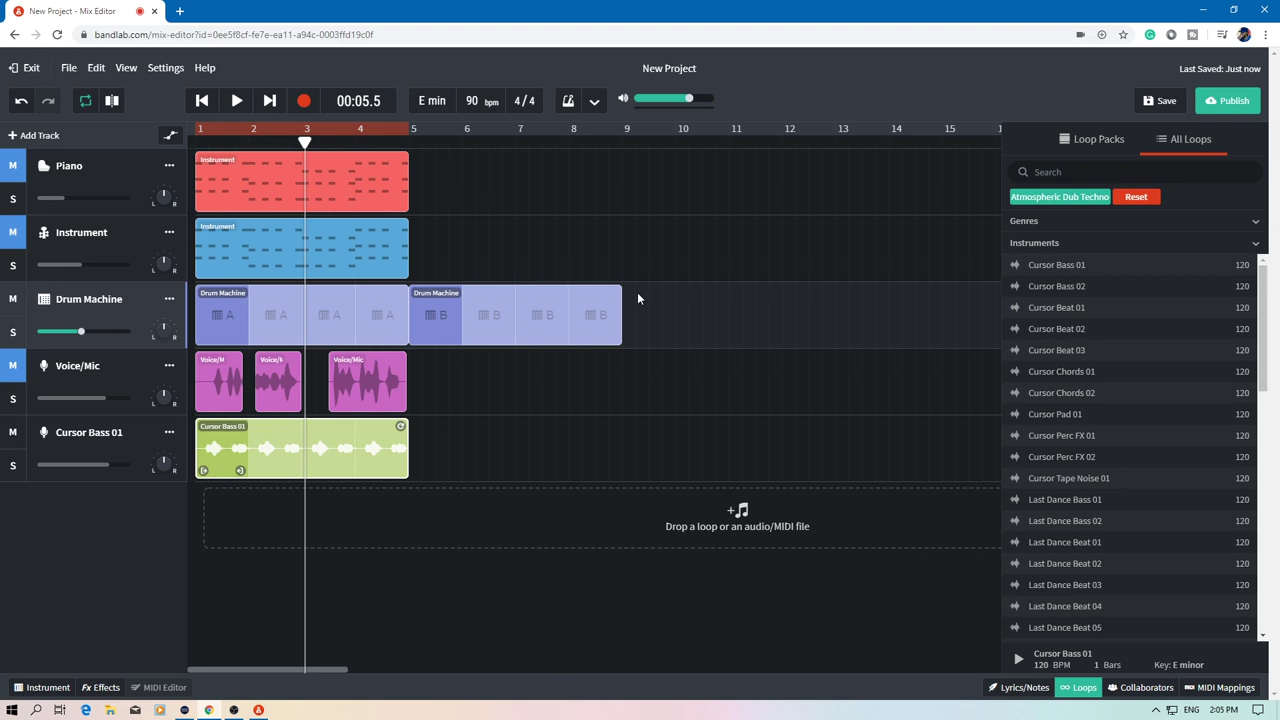 New Project - Mix Editor
bandlab.com/mix-editor?id=0ee5f8cf-fe7e-ea11-a94c-0003ffd19c0f
Exit File Edit View Settings Help
New Project
Last Saved: Just now
00:05.5
E min 90 bpm 4/4
Save Publish
Add Track
1 2 3 4 5 6 7 8 9 10 11 12 13 14 15
M Piano
S L R
M Instrument
S L R
M Drum Machine
S L R
M Voice/Mic
S L R
M Cursor Bass 01
S L R
Instrument
Instrument
Drum Machine Drum Machine
A A A A B B B B
Voice/M Voice/M Voice/Mic
Cursor Bass 01
Drop a loop or an audio/MIDI file
Loop Packs All Loops
Search
Atmospheric Dub Techno Reset
Genres
Instruments
Cursor Bass 01 120
Cursor Bass 02 120
Cursor Beat 01 120
Cursor Beat 02 120
Cursor Beat 03 120
Cursor Chords 01 120
Cursor Chords 02 120
Cursor Pad 01 120
Cursor Perc FX 01 120
Cursor Perc FX 02 120
Cursor Tape Noise 01 120
Last Dance Bass 01 120
Last Dance Bass 02 120
Last Dance Beat 01 120
Last Dance Beat 02 120
Last Dance Beat 03 120
Last Dance Beat 04 120
Last Dance Beat 05 120
Cursor Bass 01
120 BPM 1 Bars Key: E minor
Instrument Fx Effects MIDI Editor
Lyrics/Notes Loops Collaborators MIDI Mappings
ENG 2:05 PM